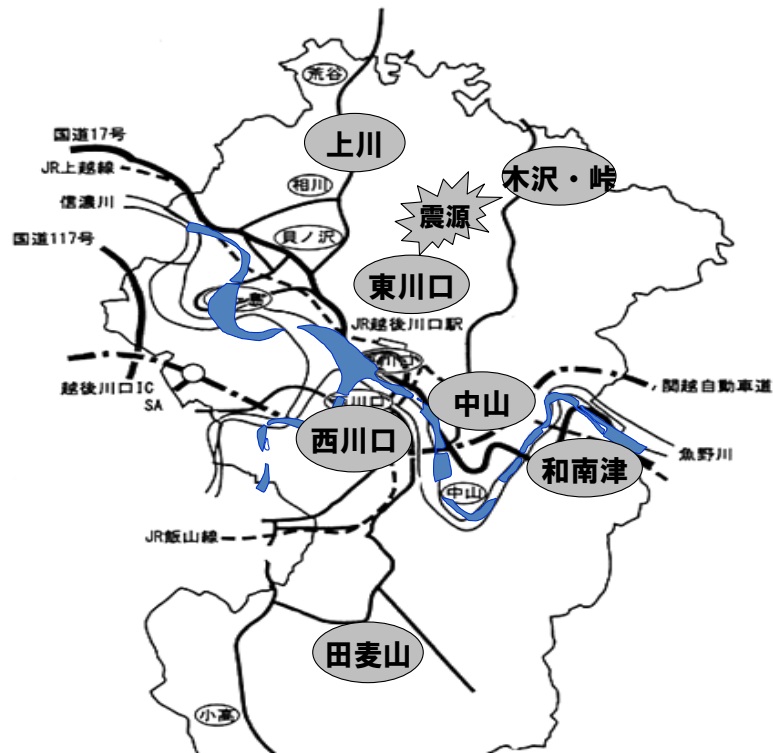 荒谷
国道17号
上川
JR上越線
木沢・峠
相川
信濃川
震源
国道117号
貝ノ沢
東川口
JR越後川口駅
越後川口IC
SA
関越自動車道
中山
西川口
魚野川
和南津
中山
JR飯山線
田麦山
小高